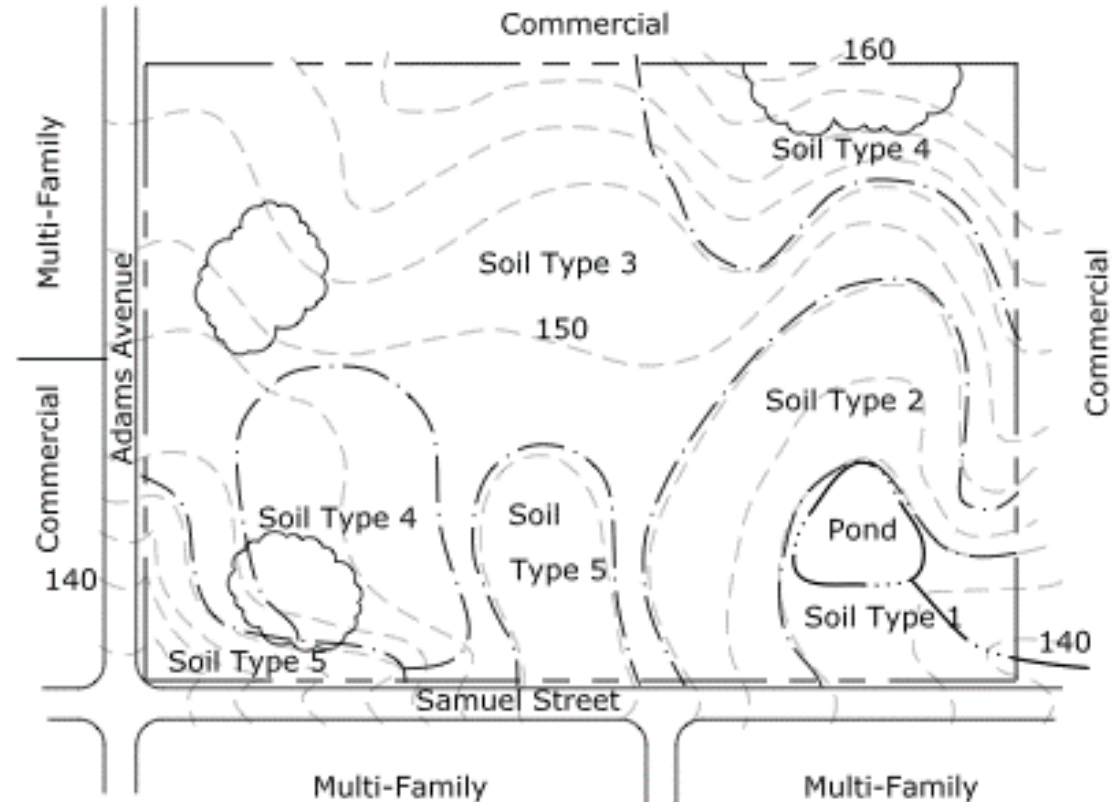 Commercial
160
Soil Type 4
Multi-Family
Soil Type 3
Adams Avenue
150
Commercial
Soil Type 2
Commercial
Soil Type 4
Soil
Type 5
Pond
140
Soil Type 1
140
Soil Type 5
Samuel Street
Multi-Family
Multi-Family